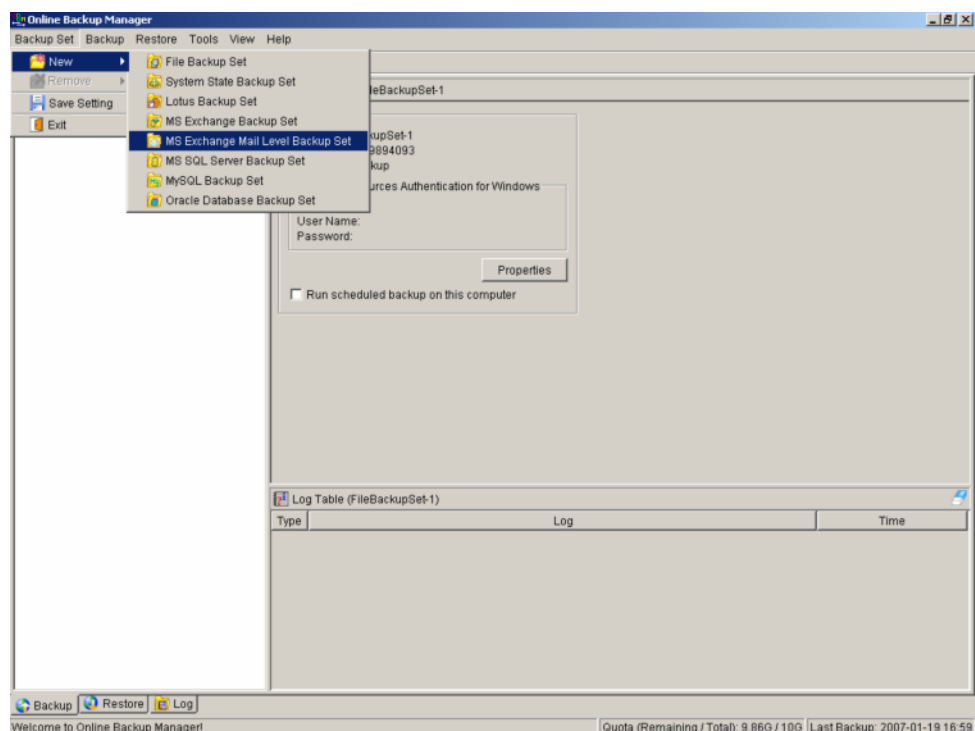 Online Backup Manager
Backup Set Backup Restore Tools View Help
New
Remove
Save Setting
Exit
File Backup Set
System State Backup Set
Lotus Backup Set
MS Exchange Backup Set
MS Exchange Mail Level Backup Set
MS SQL Server Backup Set
MySQL Backup Set
Oracle Database Backup Set
leBackupSet-1
kupSet-1
9894093
kup
urces Authentication for Windows
User Name:
Password:
Properties
Run scheduled backup on this computer
Log Table (FileBackupSet-1)
Type Log Time
Backup Restore Log
Welcome to Online Backup Manager! Quota (Remaining / Total): 9.86G / 10G Last Backup: 2007-01-19 16:59